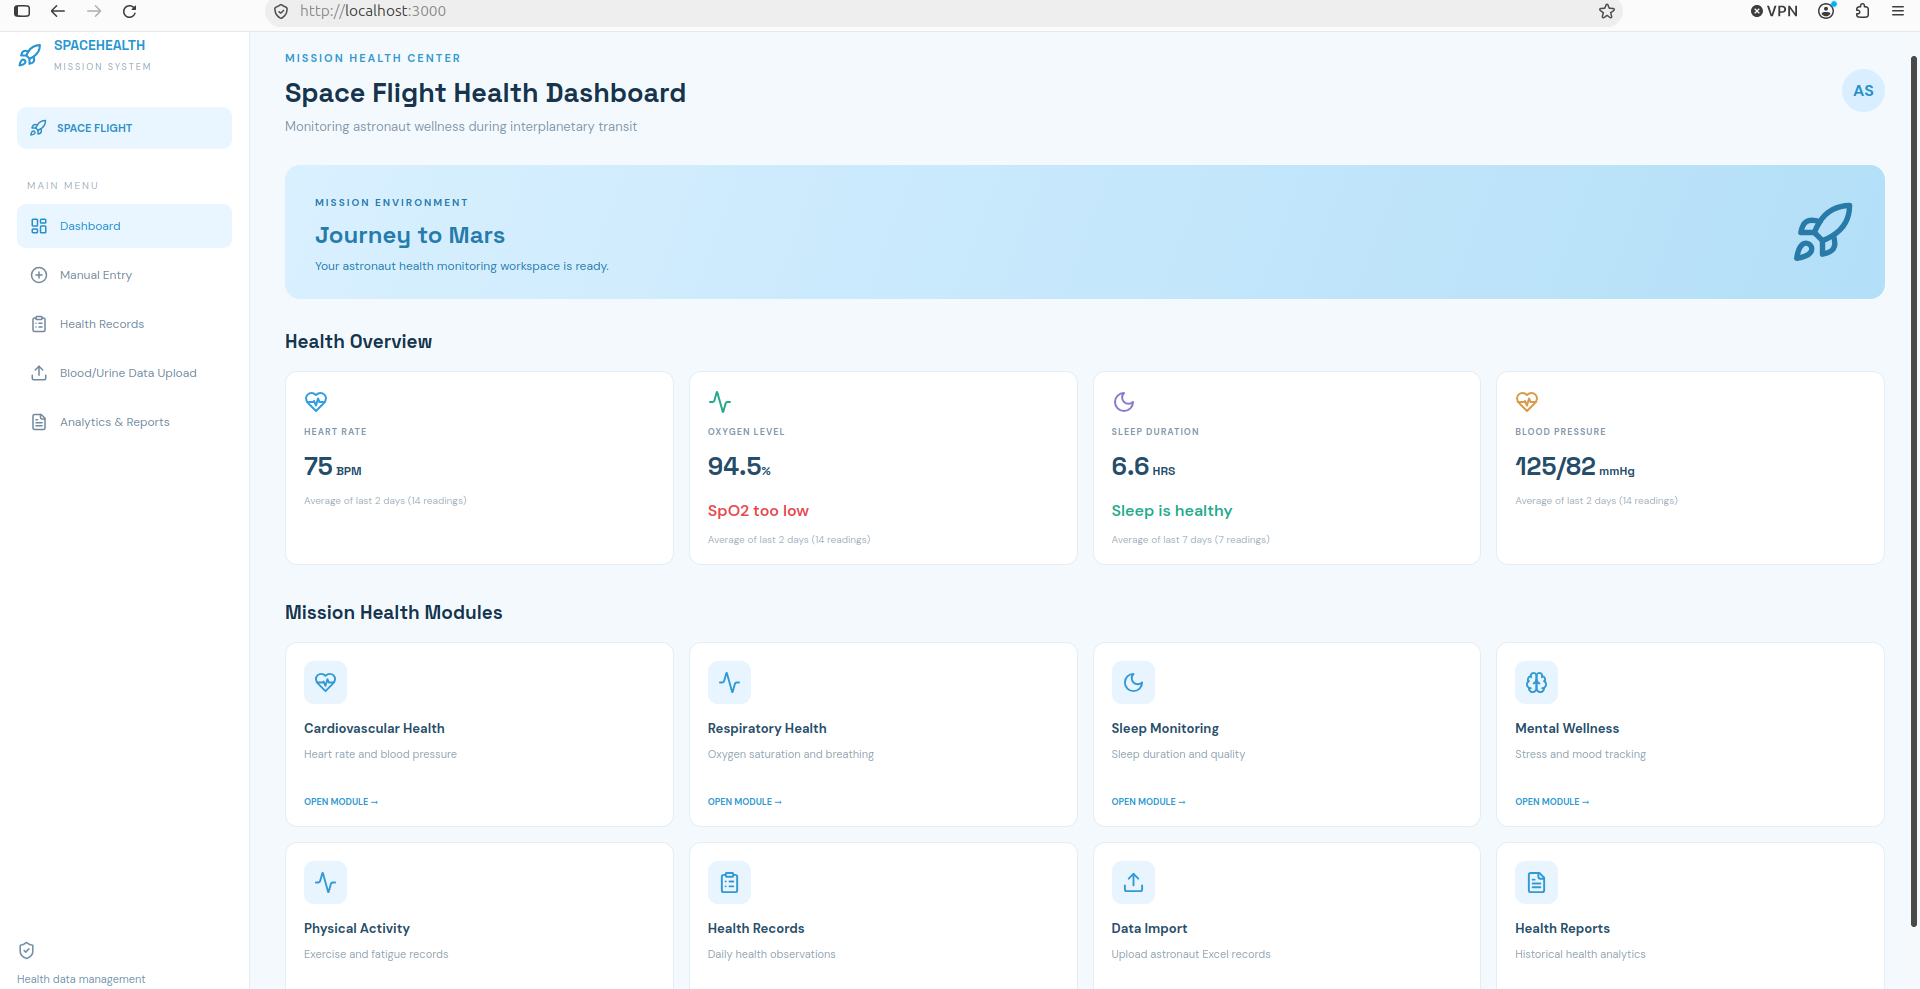 http://localhost:3000
VPN
SPACEHEALTH
MISSION SYSTEM
SPACE FLIGHT
MAIN MENU
Dashboard
Manual Entry
Health Records
Blood/Urine Data Upload
Analytics & Reports
Health data management
MISSION HEALTH CENTER
Space Flight Health Dashboard
Monitoring astronaut wellness during interplanetary transit
AS
MISSION ENVIRONMENT
Journey to Mars
Your astronaut health monitoring workspace is ready.
Health Overview
HEART RATE
75 BPM
Average of last 2 days (14 readings)
OXYGEN LEVEL
94.5%
SpO2 too low
Average of last 2 days (14 readings)
SLEEP DURATION
6.6 HRS
Sleep is healthy
Average of last 7 days (7 readings)
BLOOD PRESSURE
125/82 mmHg
Average of last 2 days (14 readings)
Mission Health Modules
Cardiovascular Health
Heart rate and blood pressure
OPEN MODULE →
Respiratory Health
Oxygen saturation and breathing
OPEN MODULE →
Sleep Monitoring
Sleep duration and quality
OPEN MODULE →
Mental Wellness
Stress and mood tracking
OPEN MODULE →
Physical Activity
Exercise and fatigue records
Health Records
Daily health observations
Data Import
Upload astronaut Excel records
Health Reports
Historical health analytics